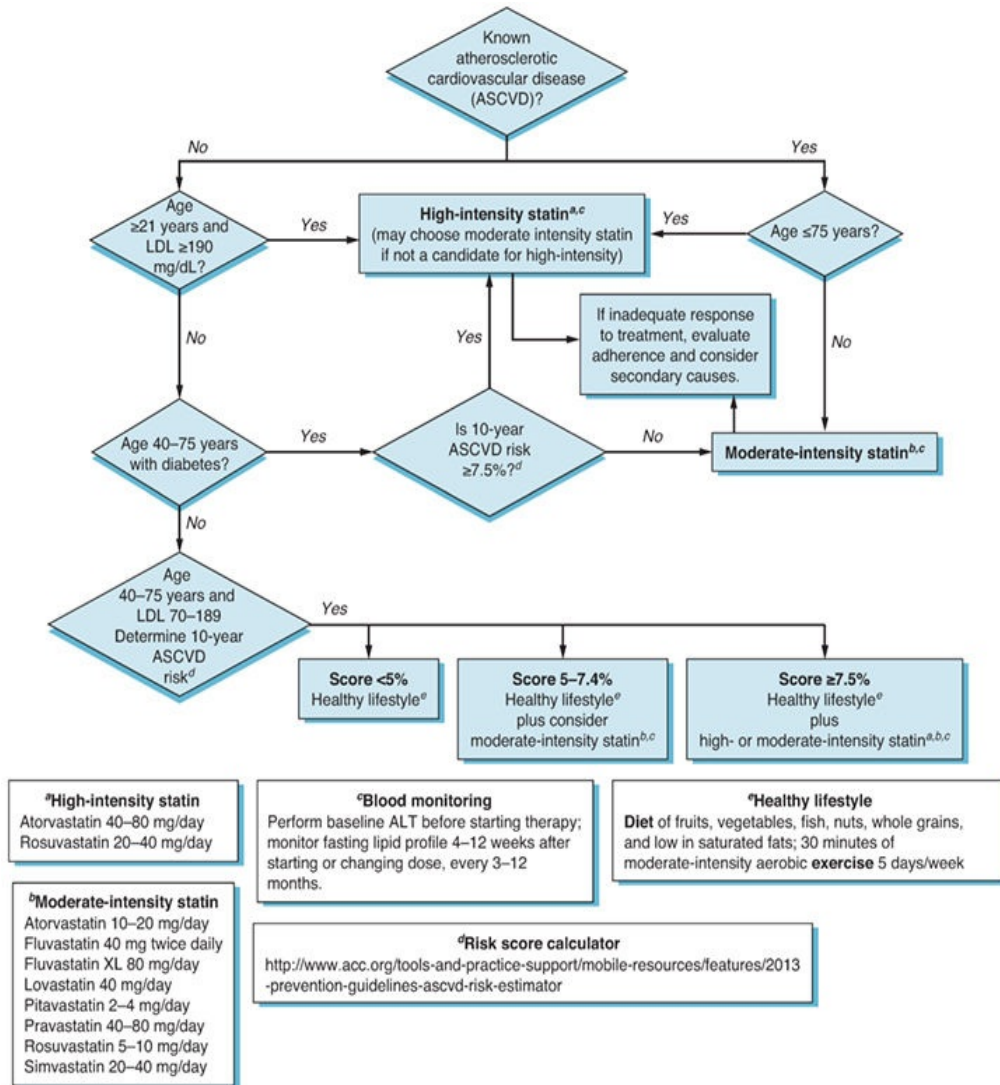 Known
atherosclerotic
cardiovascular disease
(ASCVD)?
No
Yes
Age
≥21 years and
LDL ≥190
mg/dL?
Yes
High-intensity statin^a,c
(may choose moderate intensity statin
if not a candidate for high-intensity)
Yes
Age ≤75 years?
No
Yes
If inadequate response
to treatment, evaluate
adherence and consider
secondary causes.
No
Age 40–75 years
with diabetes?
Yes
Is 10-year
ASCVD risk
≥7.5%?^d
No
Moderate-intensity statin^b,c
No
Age
40–75 years and
LDL 70–189
Determine 10-year
ASCVD
risk^d
Yes
Score <5%
Healthy lifestyle^e
Score 5–7.4%
Healthy lifestyle^e
plus consider
moderate-intensity statin^b,c
Score ≥7.5%
Healthy lifestyle^e
plus
high- or moderate-intensity statin^a,b,c
^aHigh-intensity statin
Atorvastatin 40–80 mg/day
Rosuvastatin 20–40 mg/day
^cBlood monitoring
Perform baseline ALT before starting therapy;
monitor fasting lipid profile 4–12 weeks after
starting or changing dose, every 3–12
months.
^eHealthy lifestyle
Diet of fruits, vegetables, fish, nuts, whole grains,
and low in saturated fats; 30 minutes of
moderate-intensity aerobic exercise 5 days/week
^bModerate-intensity statin
Atorvastatin 10–20 mg/day
Fluvastatin 40 mg twice daily
Fluvastatin XL 80 mg/day
Lovastatin 40 mg/day
Pitavastatin 2–4 mg/day
Pravastatin 40–80 mg/day
Rosuvastatin 5–10 mg/day
Simvastatin 20–40 mg/day
^dRisk score calculator
http://www.acc.org/tools-and-practice-support/mobile-resources/features/2013
-prevention-guidelines-ascvd-risk-estimator